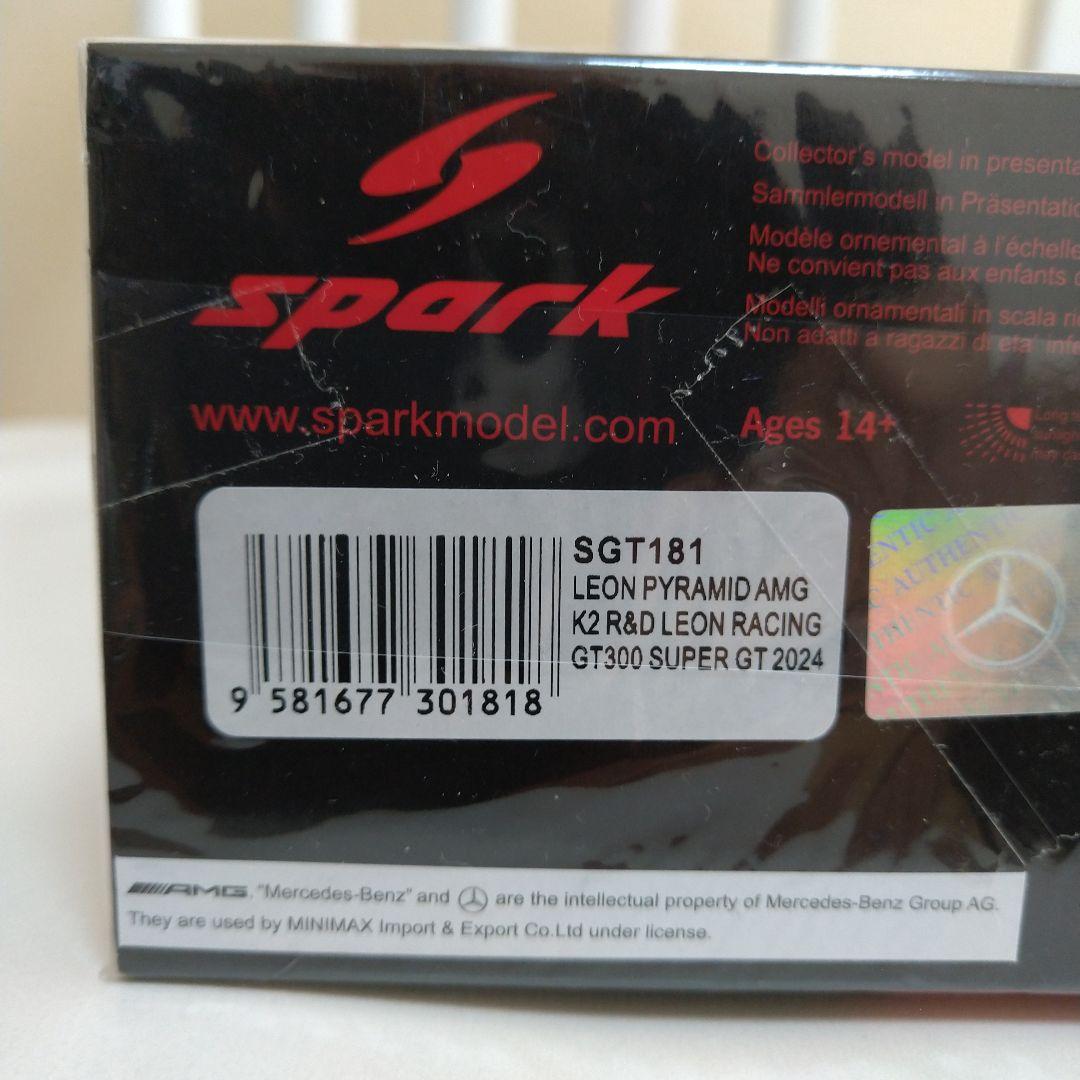 spark
www.sparkmodel.com
Collector's model in
Sammlermodell in
Modèle ornemental à l'échelle
Ne convient pas aux enfants
Modelli ornamentali in scala
Non adatti a ragazzi di eta'
Ages 14+
SGT181
LEON PYRAMID AMG
K2 R&D LEON RACING
GT300 SUPER GT 2024
9 581677 301818
AUTHENTIC
AMG. "Mercedes-Benz" and are the intellectual property of Mercedes-Benz Group AG.
They are used by MINIMAX Import & Export Co.Ltd under license.